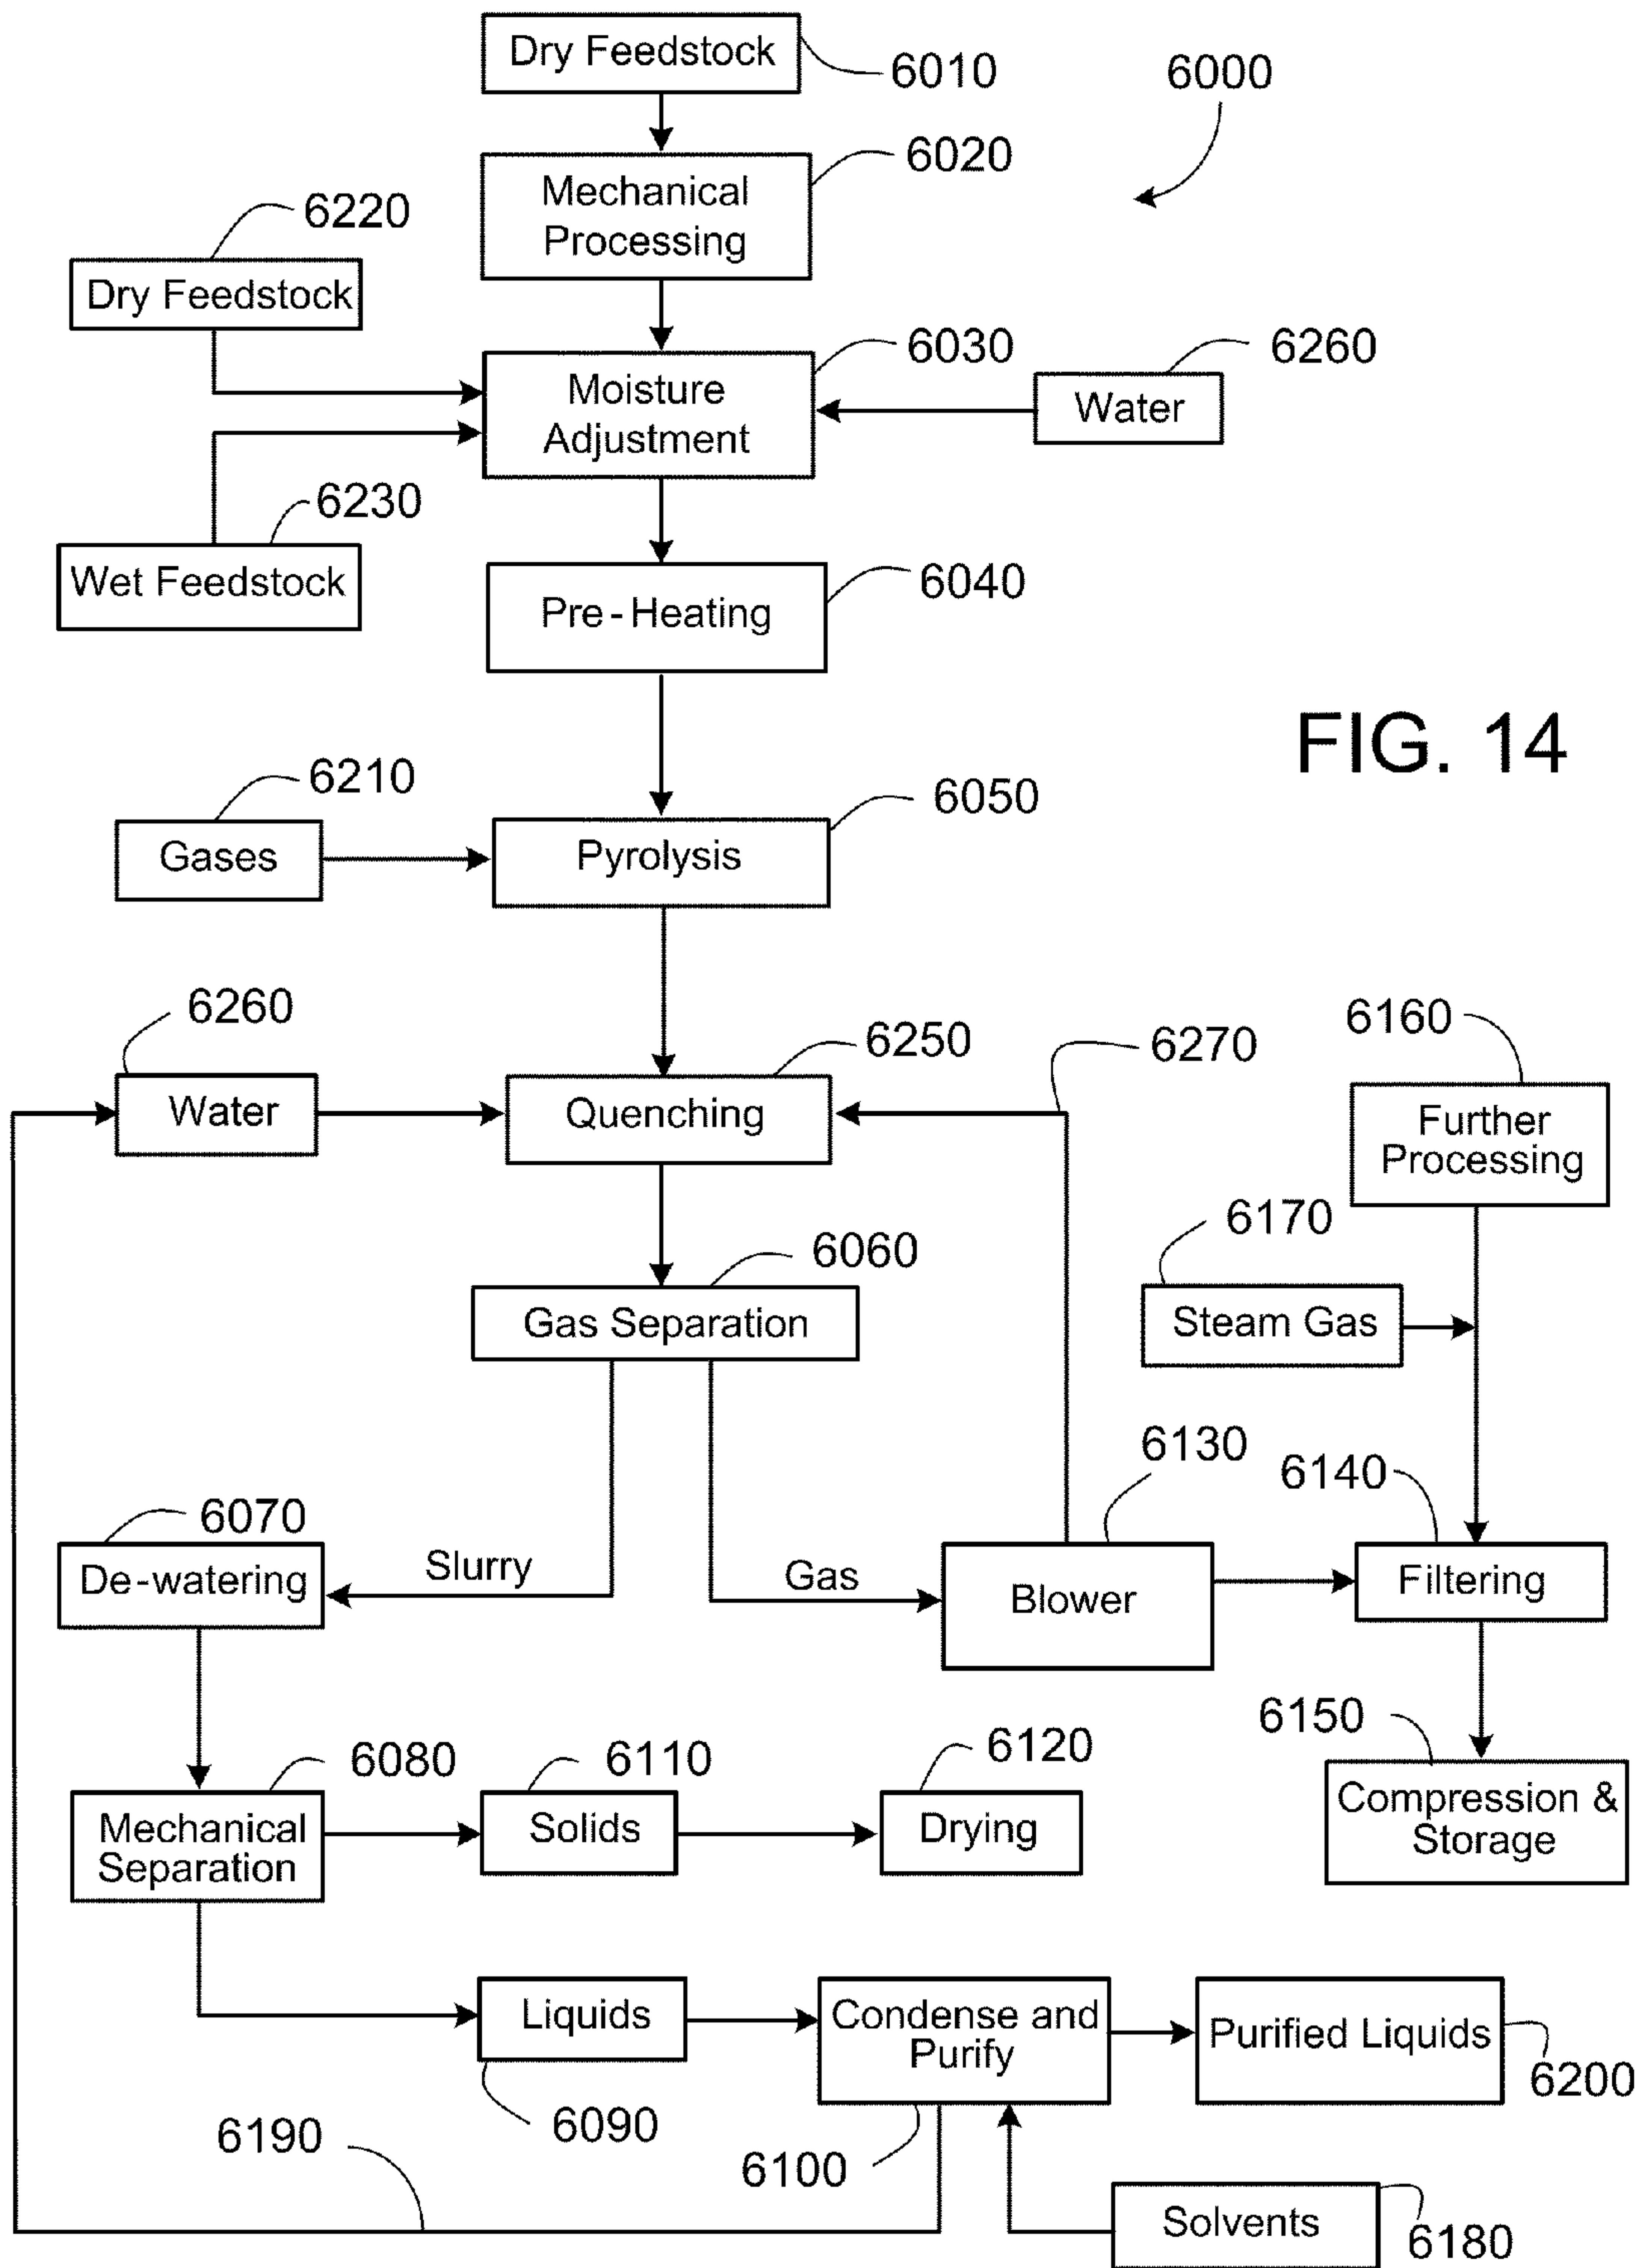 Dry Feedstock
6010
6000
Mechanical
Processing
6020
6220
Dry Feedstock
Moisture
Adjustment
6030
6260
Water
6230
Wet Feedstock
Pre-Heating
6040
FIG. 14
6210
Gases
Pyrolysis
6050
6260
Water
Quenching
6250
6270
6160
Further
Processing
6170
Steam Gas
6060
Gas Separation
6130
6140
6070
De-watering
Slurry
Gas
Blower
Filtering
6150
Compression &
Storage
6080
Mechanical
Separation
6110
Solids
6120
Drying
Liquids
6090
Condense and
Purify
6100
Purified Liquids
6200
6190
Solvents
6180